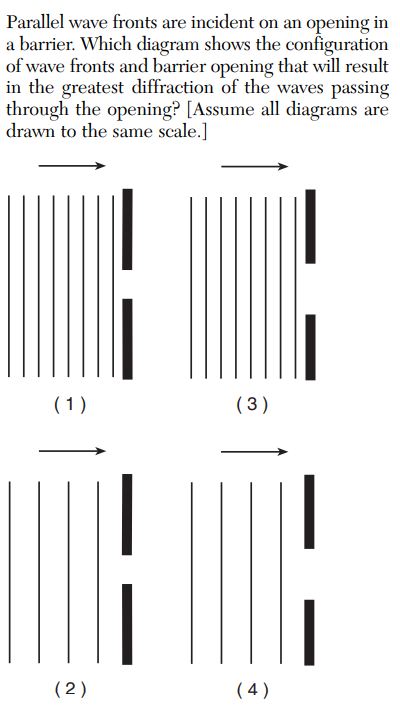 Parallel wave fronts are incident on an opening in
a barrier. Which diagram shows the configuration
of wave fronts and barrier opening that will result
in the greatest diffraction of the waves passing
through the opening? [Assume all diagrams are
drawn to the same scale.]
(1)
(3)
(2)
(4)